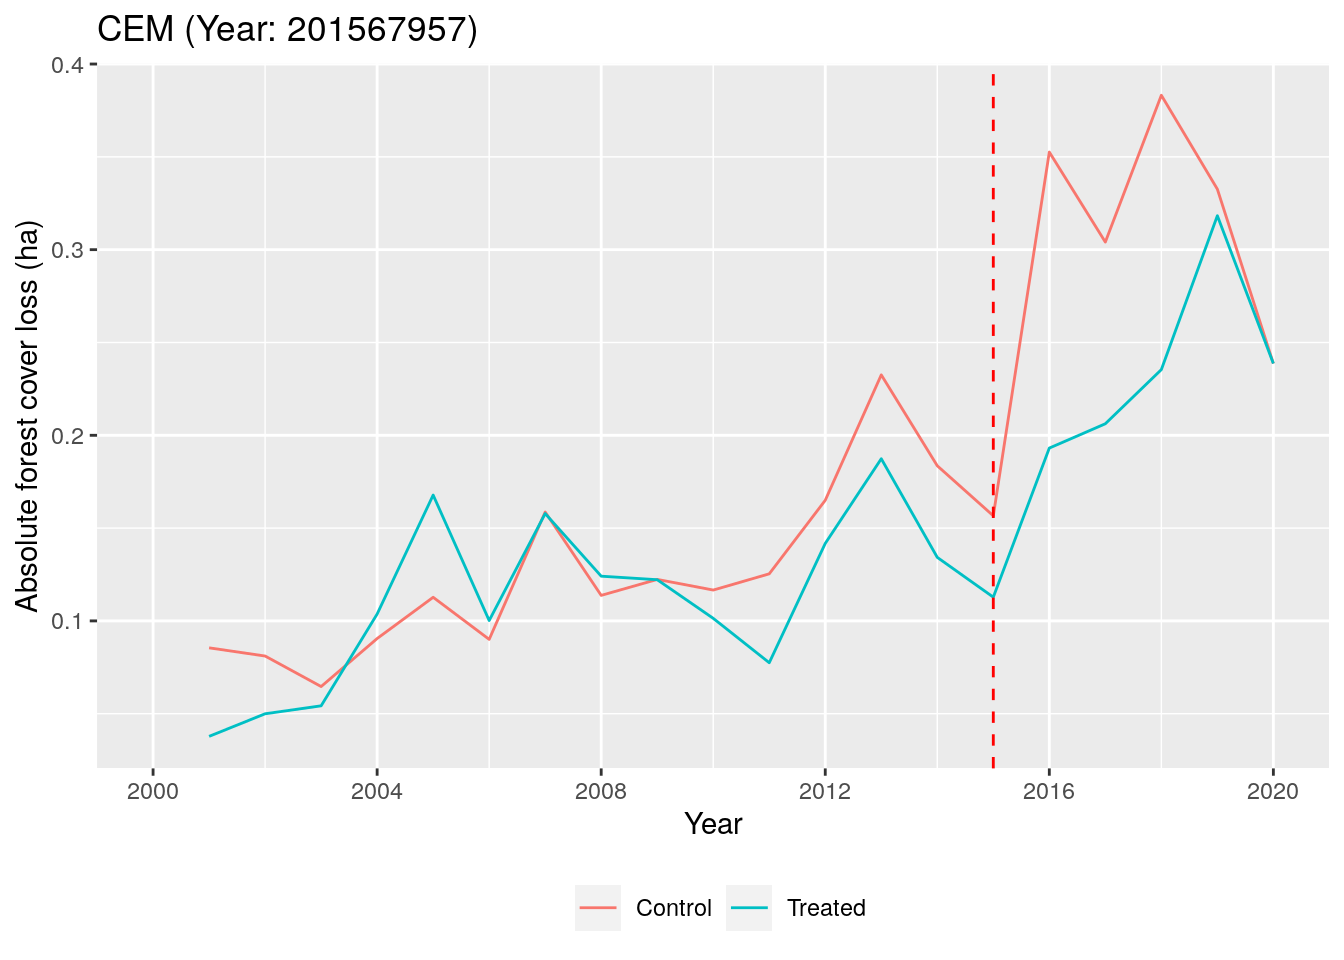 CEM (Year: 201567957)
Absolute forest cover loss (ha)
0.4
0.3
0.2
0.1
2000 2004 2008 2012 2016 2020
Year
Control Treated